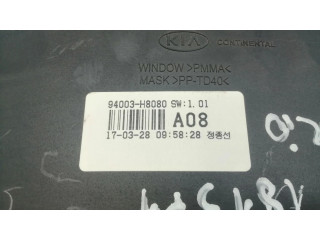 KIA CONTINENTAL
WINDOW >PMMA<
MASK >PP-TD40<
94003-H8080 SW:1.01
A08
17-03-28 09:58:28 정종선